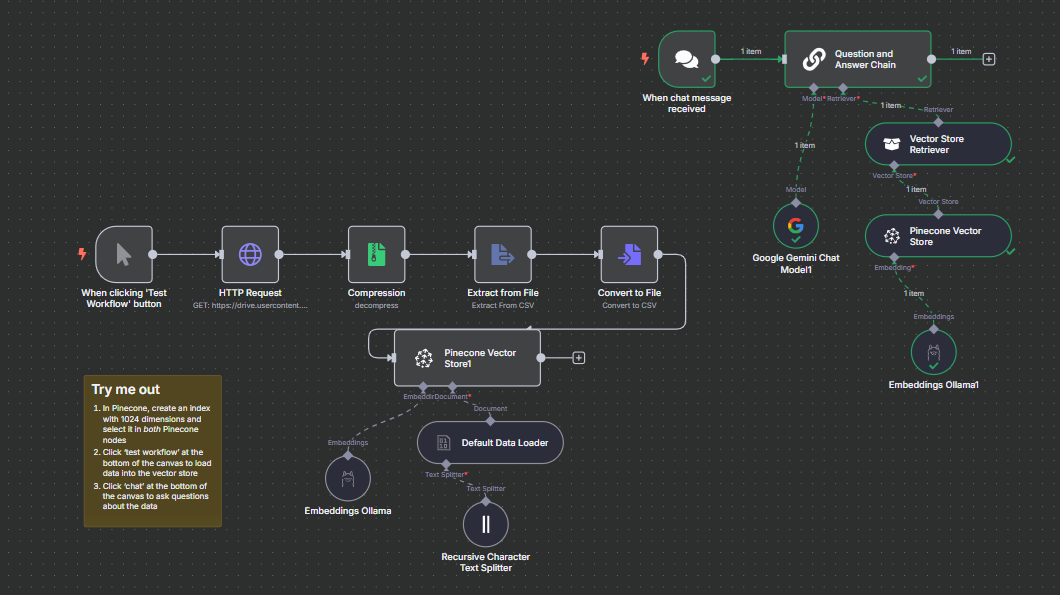 1 item
1 item
Question and
Answer Chain
When chat message
received
Model*
Retriever*
1 item
Retriever
Vector Store
Retriever
1 item
Vector Store*
1 item
Model
Vector Store
Pinecone Vector
Store
Google Gemini Chat
Model1
Embedding*
1 item
Embeddings
Embeddings Ollama1
When clicking 'Test
Workflow' button
HTTP Request
GET: https://drive.usercontent....
Compression
decompress
Extract from File
Extract From CSV
Convert to File
Convert to CSV
Pinecone Vector
Store1
Document*
Document
Embeddings
Default Data Loader
Text Splitter*
Text Splitter
Embeddings Ollama
Recursive Character
Text Splitter
Try me out
1. In Pinecone, create an index
with 1024 dimensions and
select it in both Pinecone
nodes
2. Click 'test workflow' at the
bottom of the canvas to load
data into the vector store
3. Click 'chat' at the bottom of
the canvas to ask questions
about the data